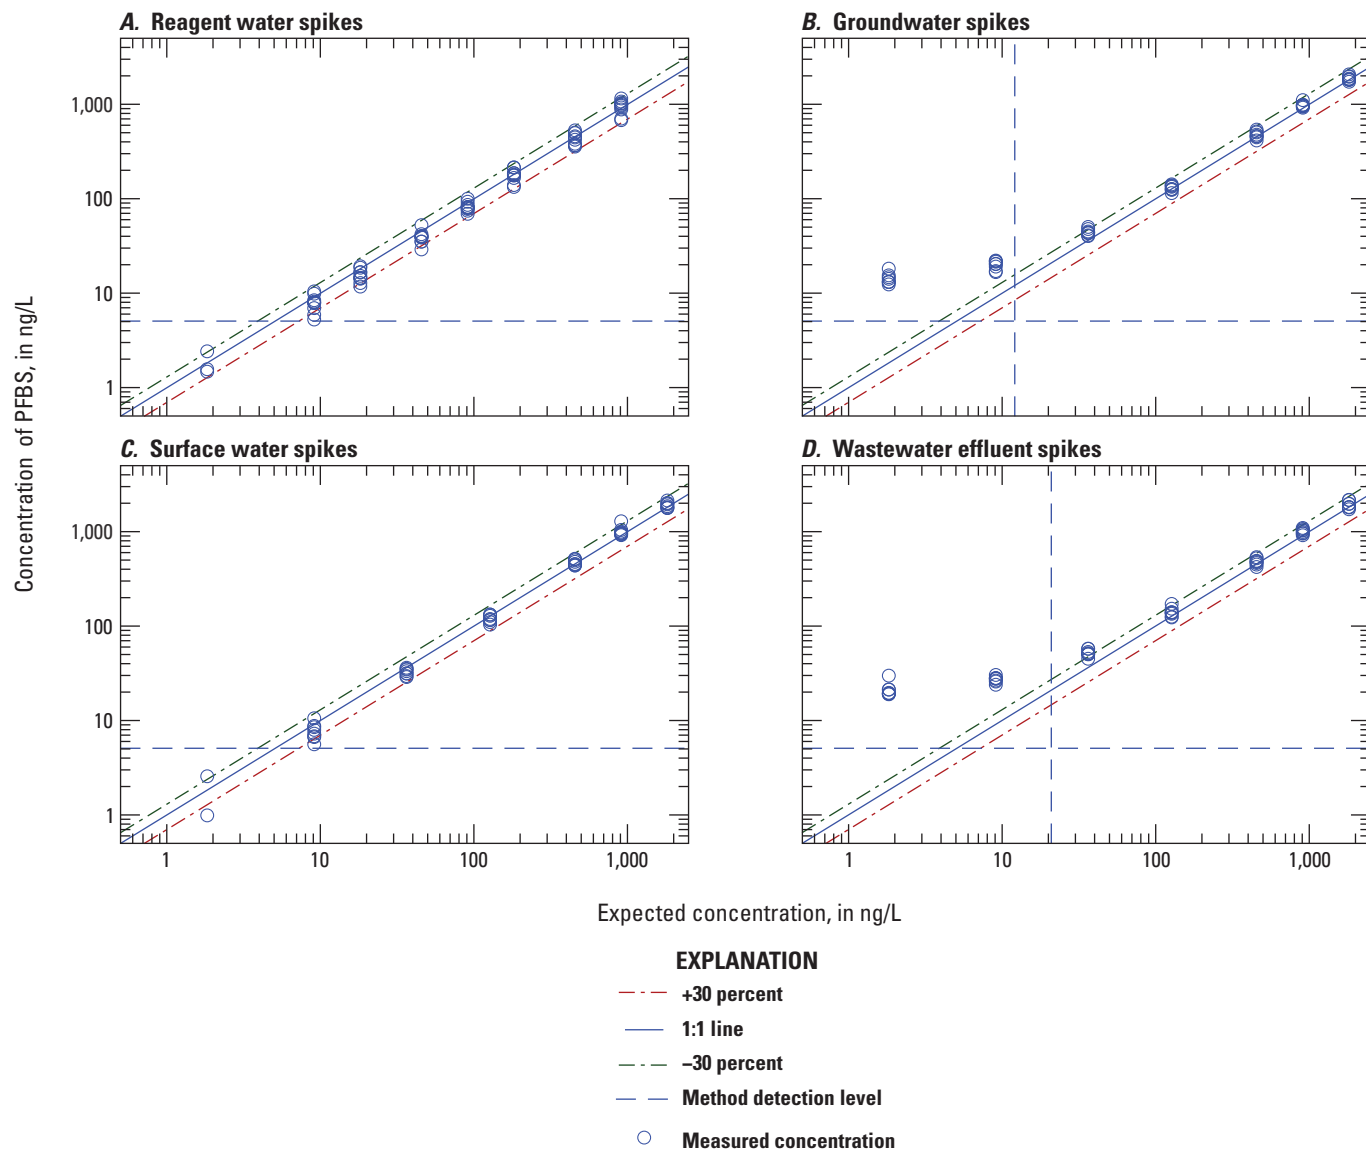 A. Reagent water spikes
B. Groundwater spikes
1,000
100
10
1
C. Surface water spikes
D. Wastewater effluent spikes
1,000
100
10
1
Concentration of PFBS, in ng/L
1 10 100 1,000
1 10 100 1,000
Expected concentration, in ng/L
EXPLANATION
+30 percent
1:1 line
–30 percent
Method detection level
Measured concentration